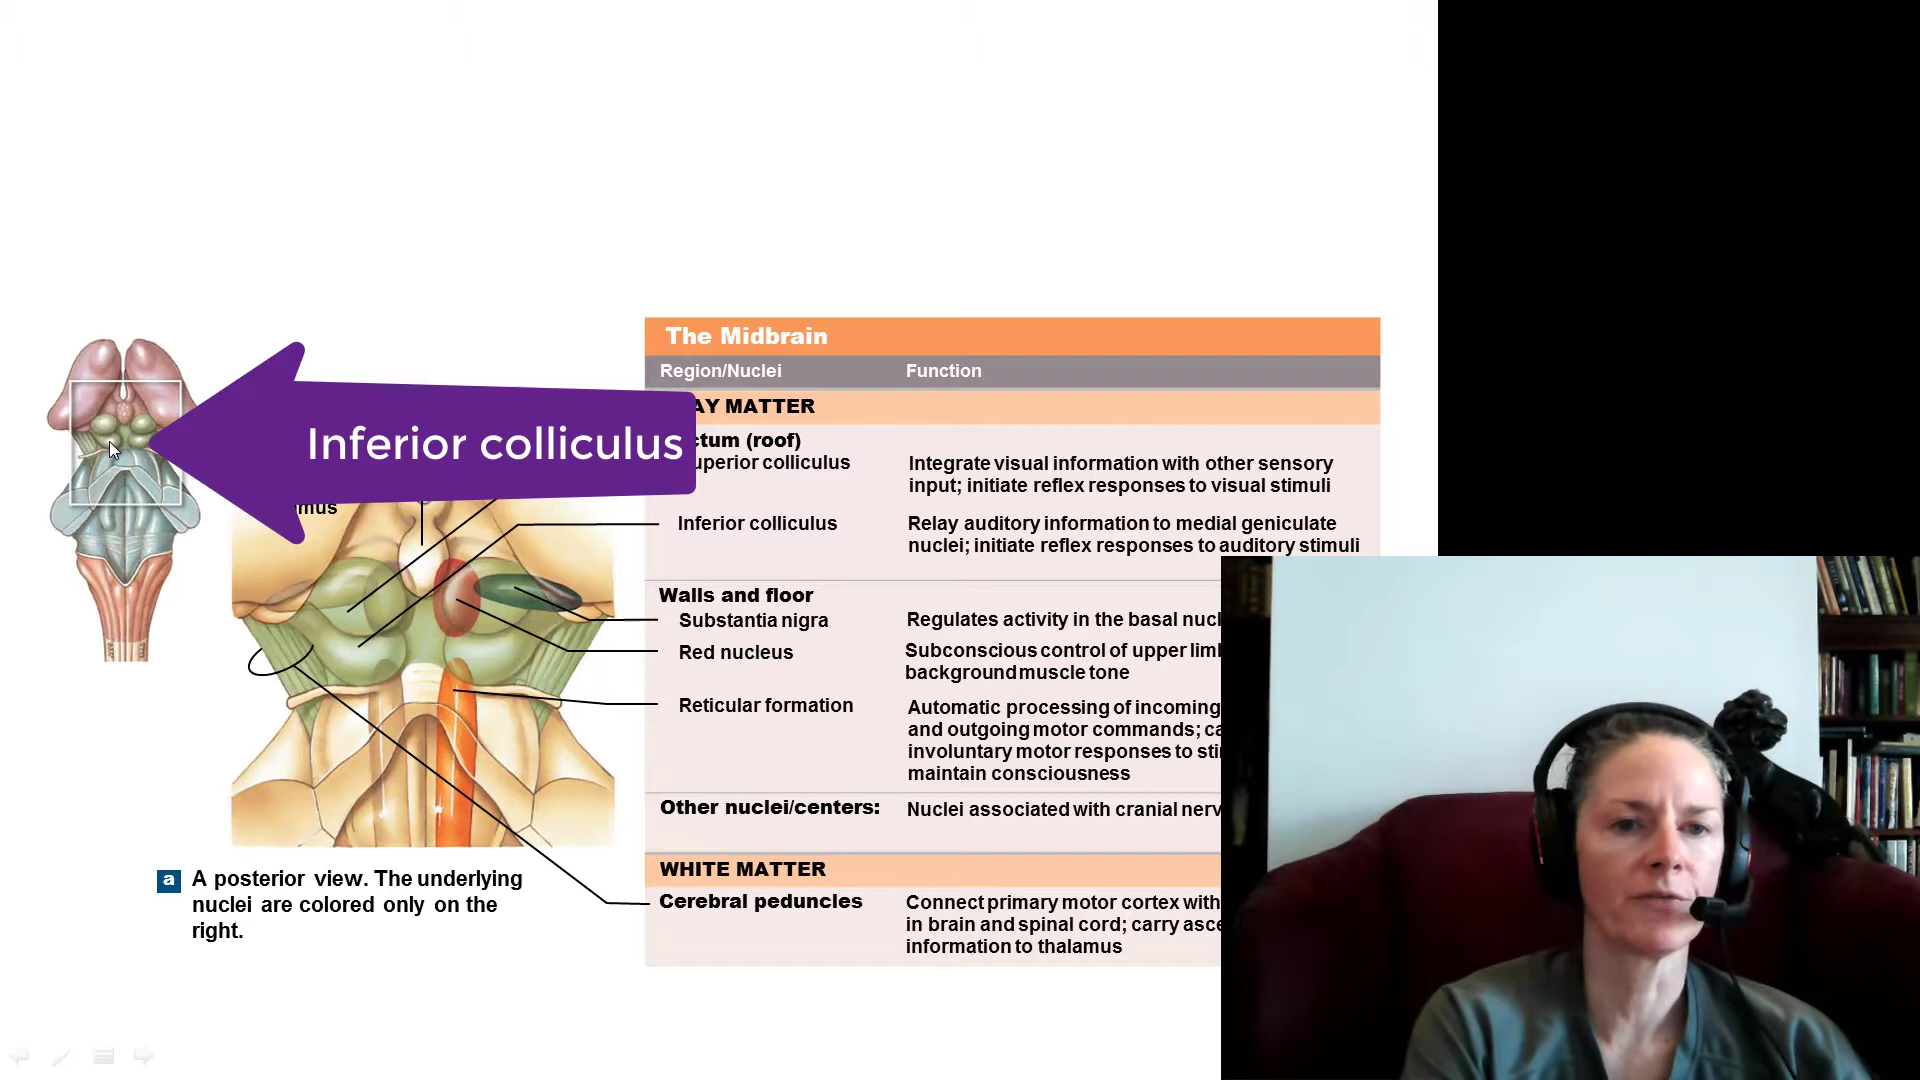 The Midbrain
Region/Nuclei Function
AY MATTER
Inferior colliculus
ctum (roof)
uperior colliculus
Integrate visual information with other sensory
input; initiate reflex responses to visual stimuli
mus
Inferior colliculus
Relay auditory information to medial geniculate
nuclei; initiate reflex responses to auditory stimuli
Walls and floor
Substantia nigra
Regulates activity in the basal nucl
Red nucleus
Subconscious control of upper limb
background muscle tone
Reticular formation
Automatic processing of incoming
and outgoing motor commands; ca
involuntary motor responses to sti
maintain consciousness
Other nuclei/centers:
Nuclei associated with cranial nerv
WHITE MATTER
Cerebral peduncles
Connect primary motor cortex with
in brain and spinal cord; carry asce
information to thalamus
a A posterior view. The underlying
nuclei are colored only on the
right.